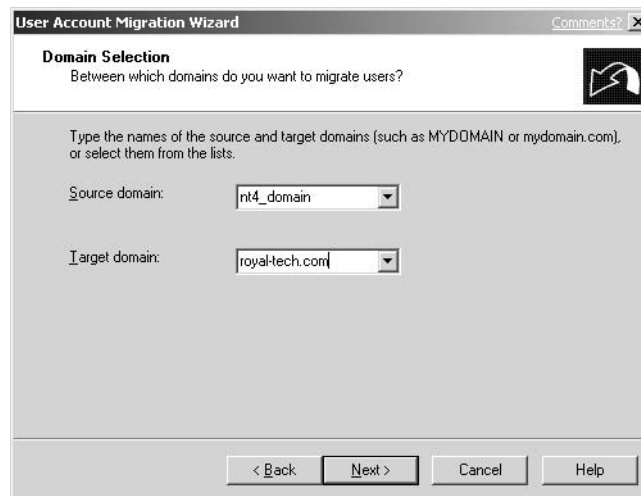 User Account Migration Wizard
Comments?
Domain Selection
Between which domains do you want to migrate users?
Type the names of the source and target domains (such as MYDOMAIN or mydomain.com),
or select them from the lists.
Source domain: nt4_domain
Target domain: royal-tech.com
< Back Next > Cancel Help